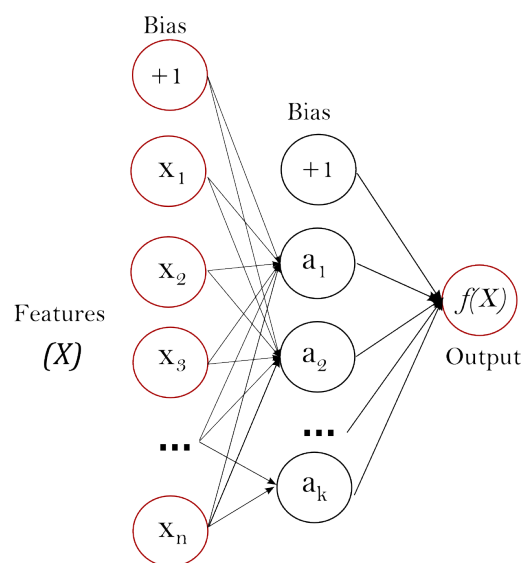 Bias
+1
x1
x2
Features
(X)
x3
...
xn
Bias
+1
a1
a2
...
ak
f(X)
Output